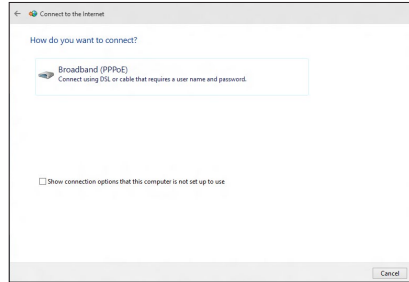 Connect to the Internet
How do you want to connect?
Broadband (PPPoE)
Connect using DSL or cable that requires a user name and password.
Show connection options that this computer is not set up to use
Cancel